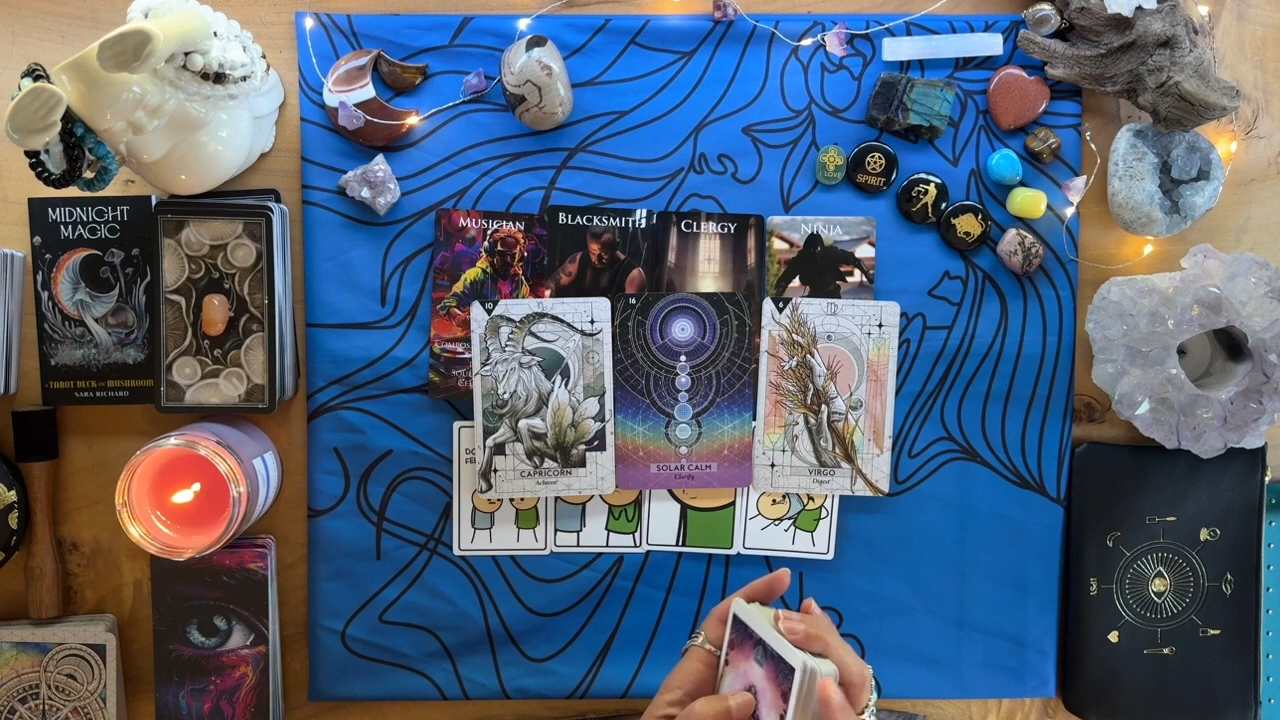 MIDNIGHT
MAGIC
A TAROT DECK OF MUSHROOM
SARA RICHARD
MUSICIAN
BLACKSMITH
CLERGY
NINJA
I LOVE
SPIRIT
10
CAPRICORN
Achieve
16
SOLAR CALM
Clarify
6
VIRGO
Digest